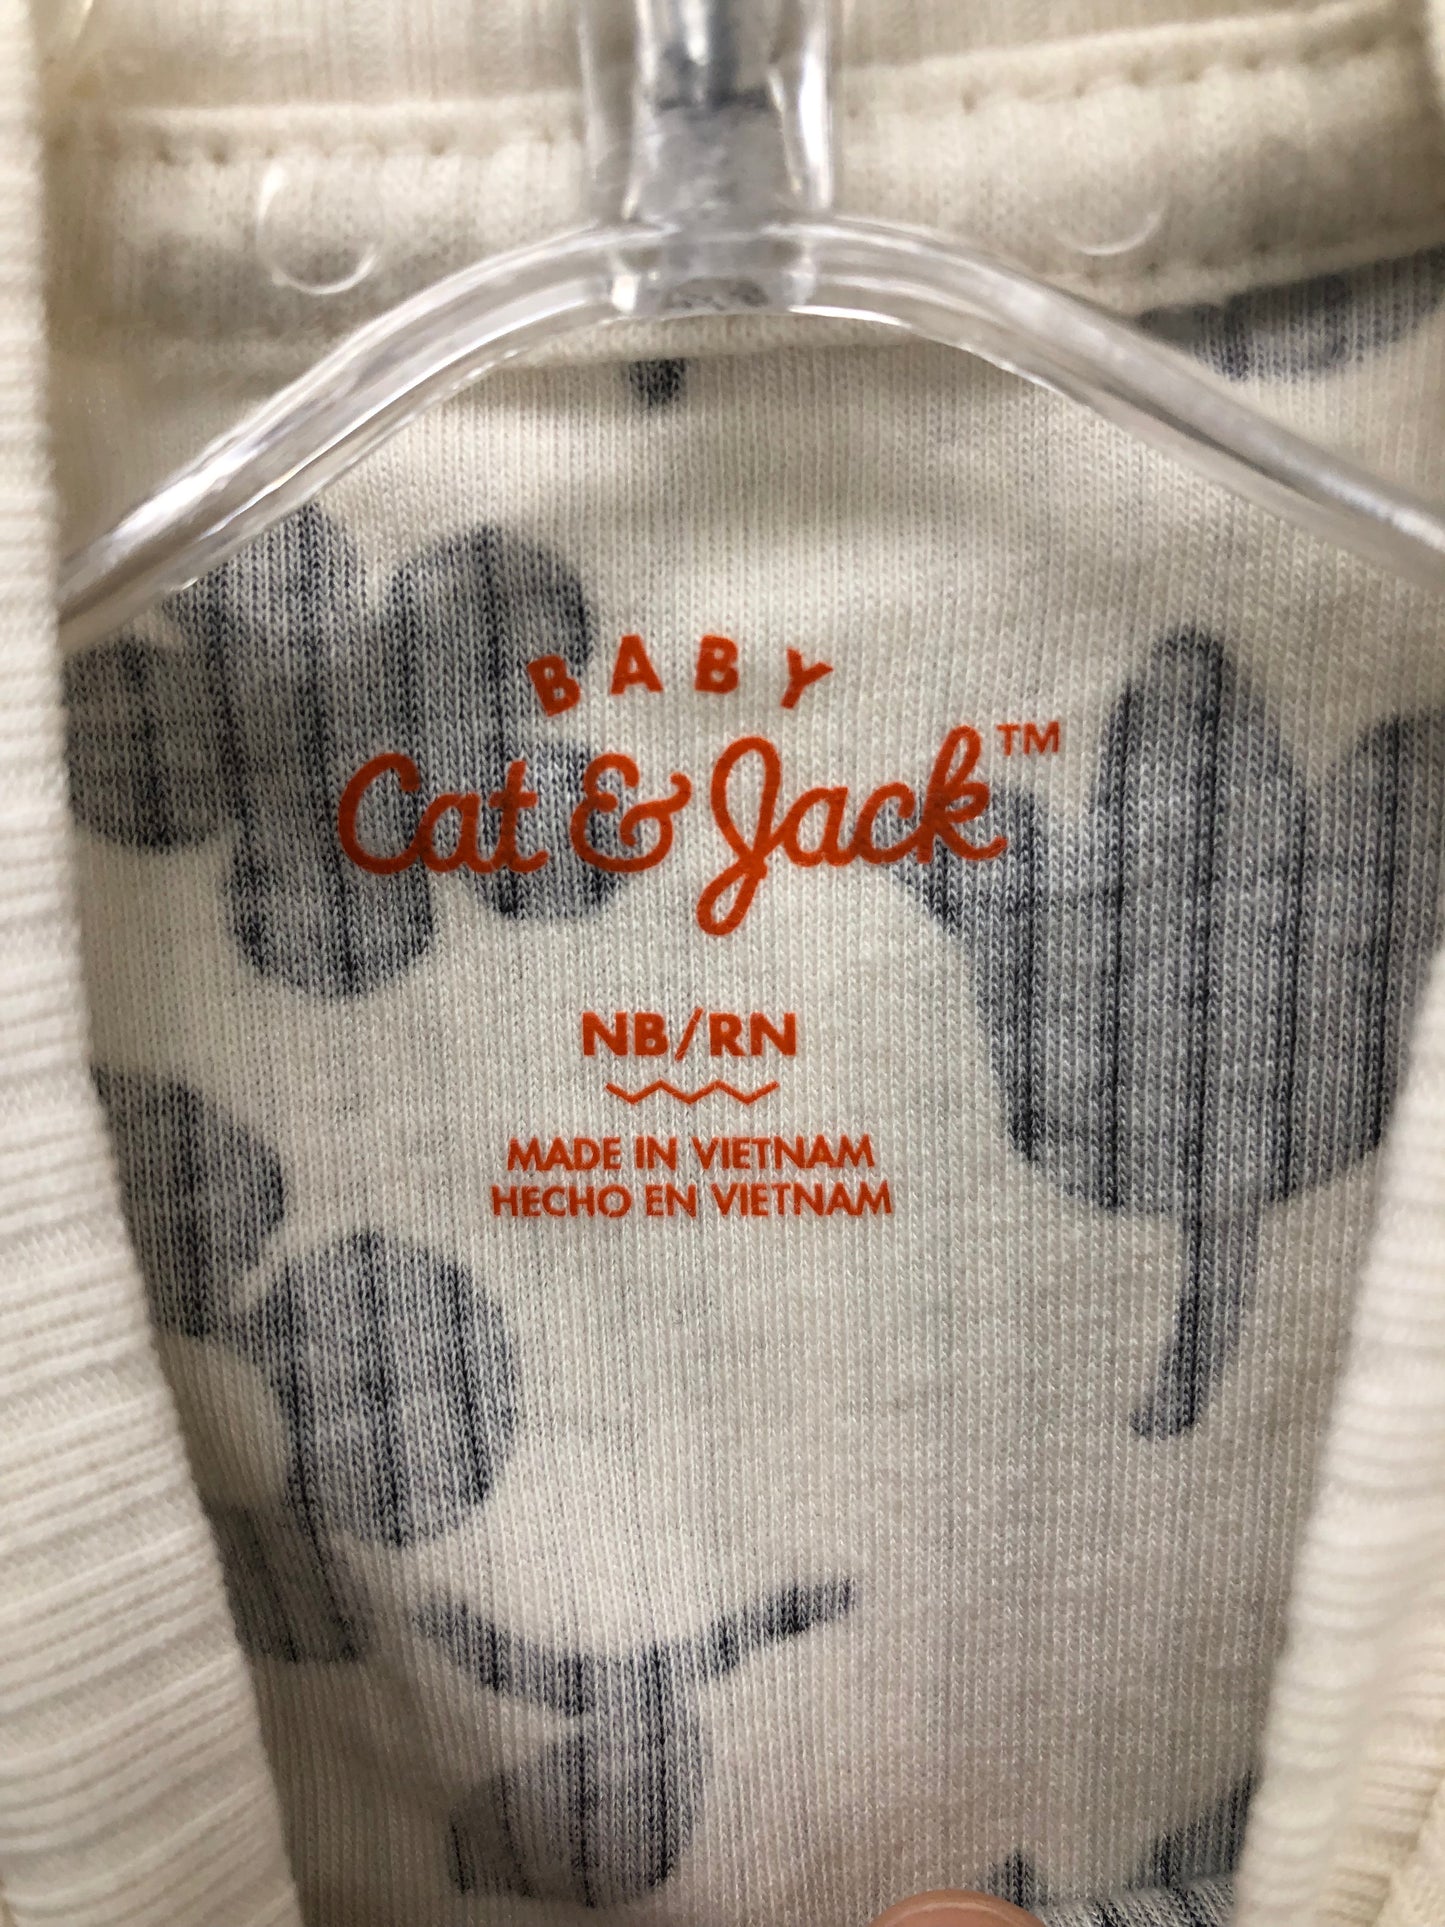 BABY
Cat & Jack™
NB/RN
MADE IN VIETNAM
HECHO EN VIETNAM